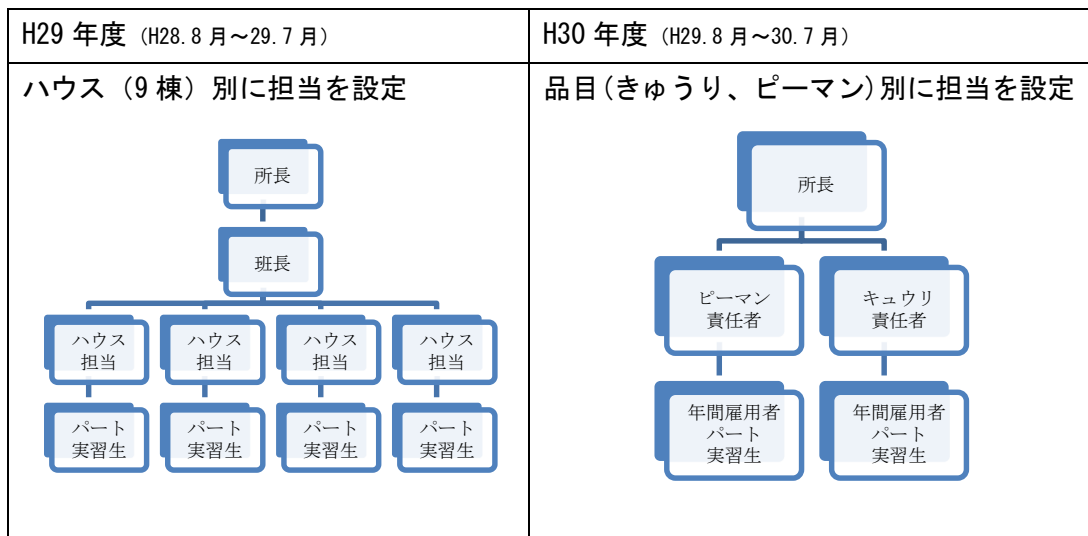 H29 年度 (H28.8 月～29.7 月)
ハウス（9 棟）別に担当を設定
所長
班長
ハウス
担当
ハウス
担当
ハウス
担当
ハウス
担当
パート
実習生
パート
実習生
パート
実習生
パート
実習生
H30 年度 (H29.8 月～30.7 月)
品目(きゅうり、ピーマン)別に担当を設定
所長
ピーマン
責任者
キュウリ
責任者
年間雇用者
パート
実習生
年間雇用者
パート
実習生